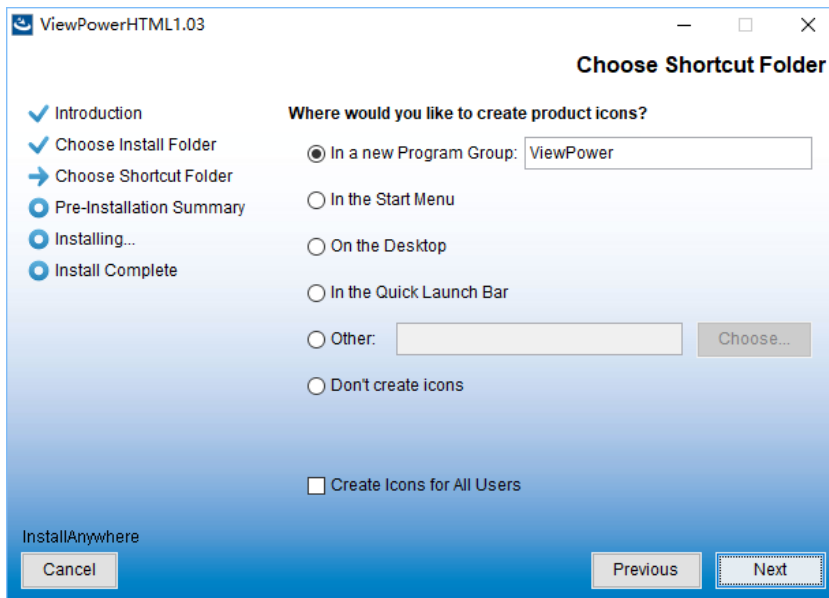 ViewPowerHTML1.03
Choose Shortcut Folder
Introduction
Choose Install Folder
Choose Shortcut Folder
Pre-Installation Summary
Installing...
Install Complete
Where would you like to create product icons?
In a new Program Group: ViewPower
In the Start Menu
On the Desktop
In the Quick Launch Bar
Other: Choose...
Don't create icons
Create Icons for All Users
InstallAnywhere
Cancel Previous Next